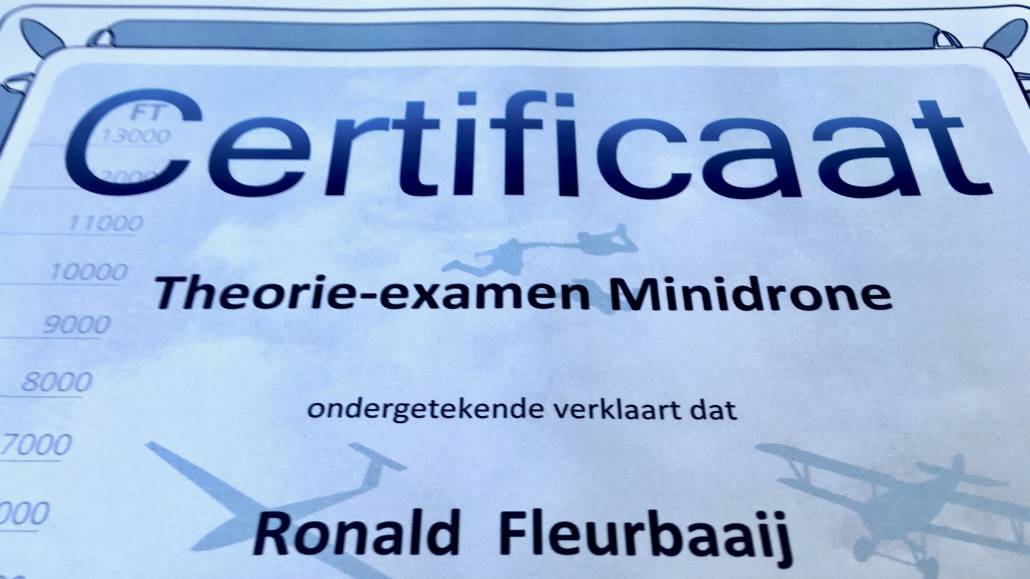 Certificaat
FT
13000
11000
Theorie-examen Minidrone
10000
9000
ondergetekende verklaart dat
8000
7000
Ronald Fleurbaaij